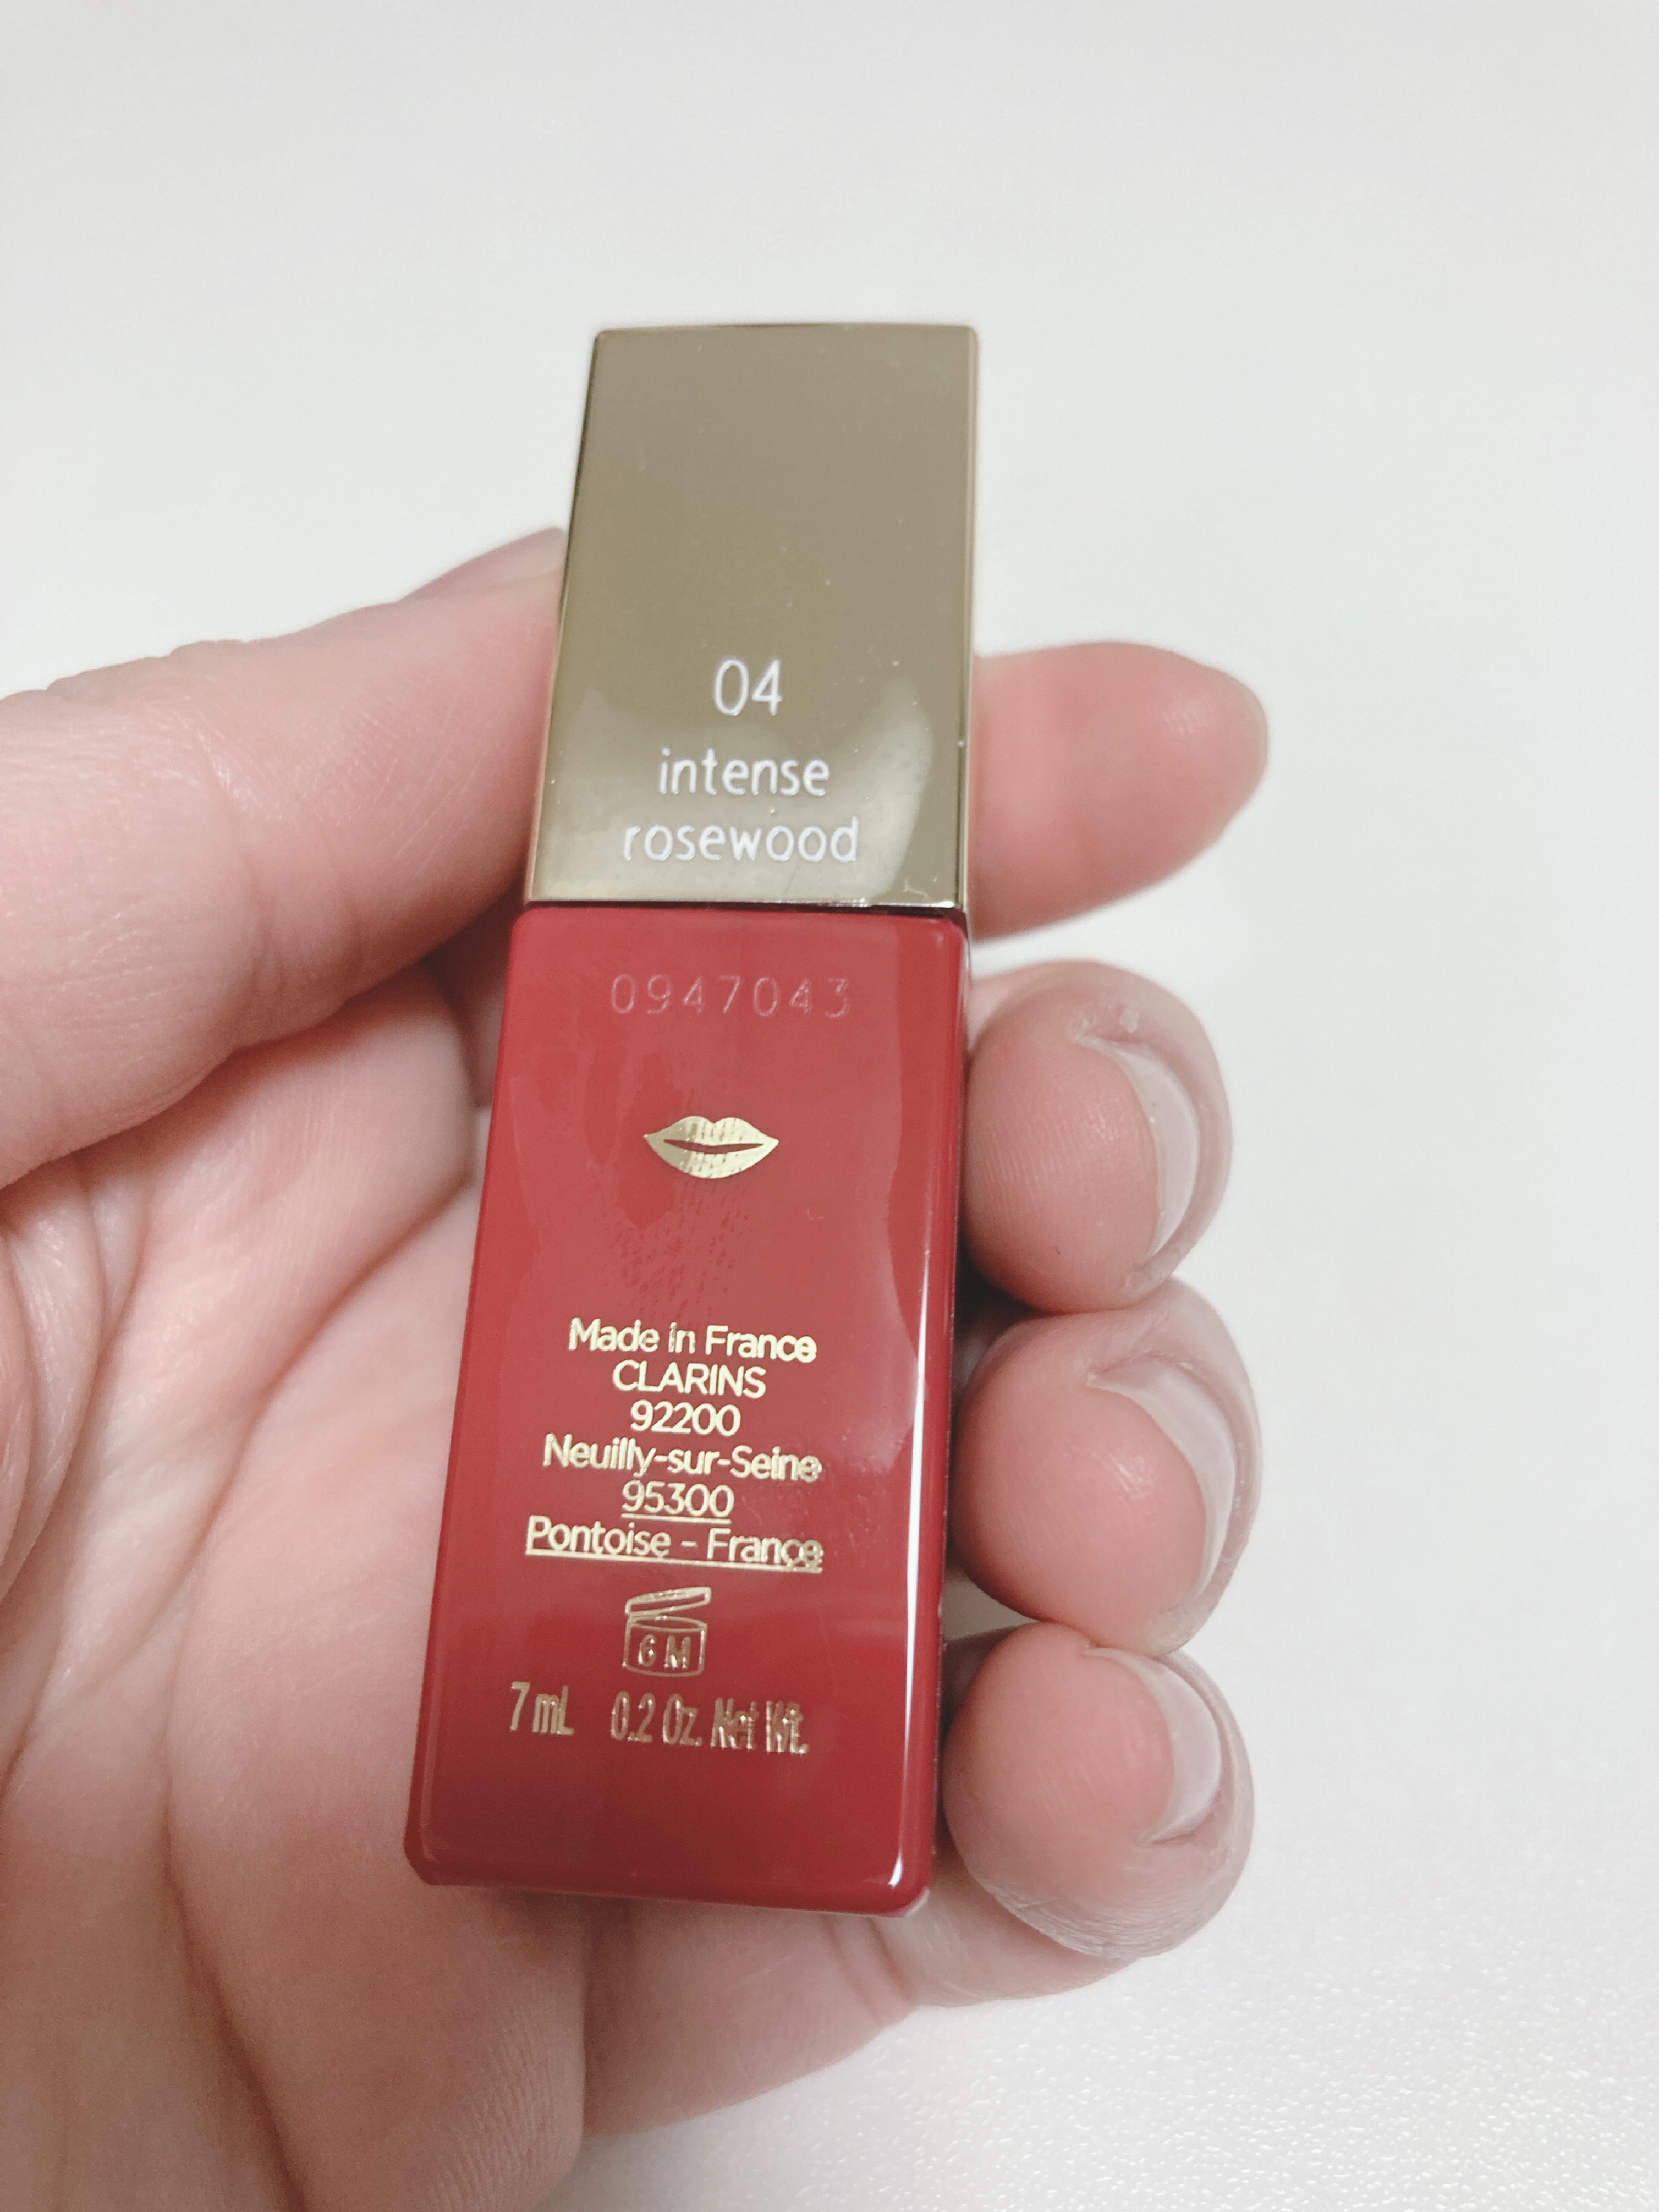 04
intense
rosewood
0947043
Made in France
CLARINS
92200
Neuilly-sur-Seine
95300
Pontoise - France
6 M
7 mL 0.2 Oz. Net Wt.